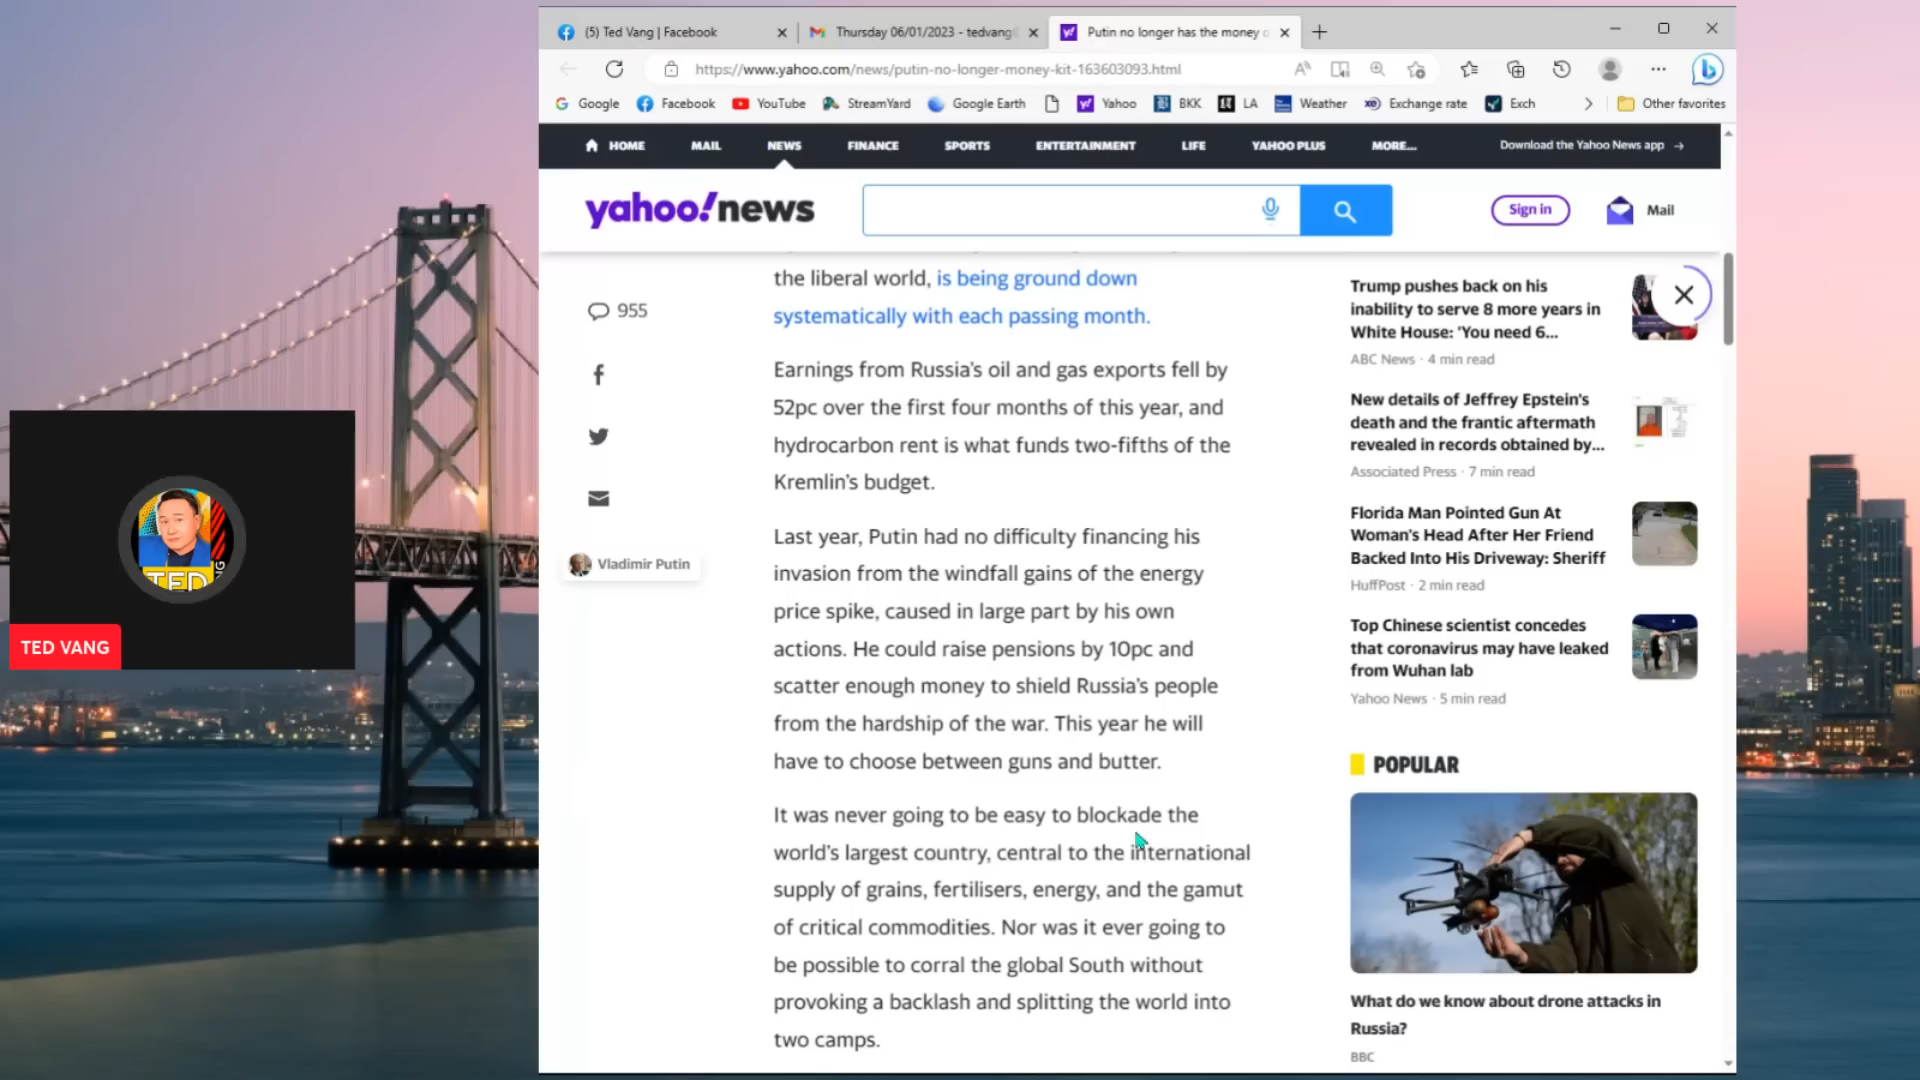 (5) Ted Vang | Facebook
Thursday 06/01/2023 - tedvang
Putin no longer has the money o
https://www.yahoo.com/news/putin-no-longer-money-kit-163603093.html
Google
Facebook
YouTube
StreamYard
Google Earth
Yahoo
BKK
LA
Weather
Exchange rate
Exch
Other favorites
HOME
MAIL
NEWS
FINANCE
SPORTS
ENTERTAINMENT
LIFE
YAHOO PLUS
MORE...
Download the Yahoo News app →
yahoo!news
Sign in
Mail
955
Vladimir Putin
the liberal world, is being ground down
systematically with each passing month.
Earnings from Russia's oil and gas exports fell by
52pc over the first four months of this year, and
hydrocarbon rent is what funds two-fifths of the
Kremlin's budget.
Last year, Putin had no difficulty financing his
invasion from the windfall gains of the energy
price spike, caused in large part by his own
actions. He could raise pensions by 10pc and
scatter enough money to shield Russia's people
from the hardship of the war. This year he will
have to choose between guns and butter.
It was never going to be easy to blockade the
world's largest country, central to the international
supply of grains, fertilisers, energy, and the gamut
of critical commodities. Nor was it ever going to
be possible to corral the global South without
provoking a backlash and splitting the world into
two camps.
Trump pushes back on his
inability to serve 8 more years in
White House: 'You need 6...
ABC News · 4 min read
New details of Jeffrey Epstein's
death and the frantic aftermath
revealed in records obtained by...
Associated Press · 7 min read
Florida Man Pointed Gun At
Woman's Head After Her Friend
Backed Into His Driveway: Sheriff
HuffPost · 2 min read
Top Chinese scientist concedes
that coronavirus may have leaked
from Wuhan lab
Yahoo News · 5 min read
POPULAR
What do we know about drone attacks in
Russia?
BBC
TED
TED VANG